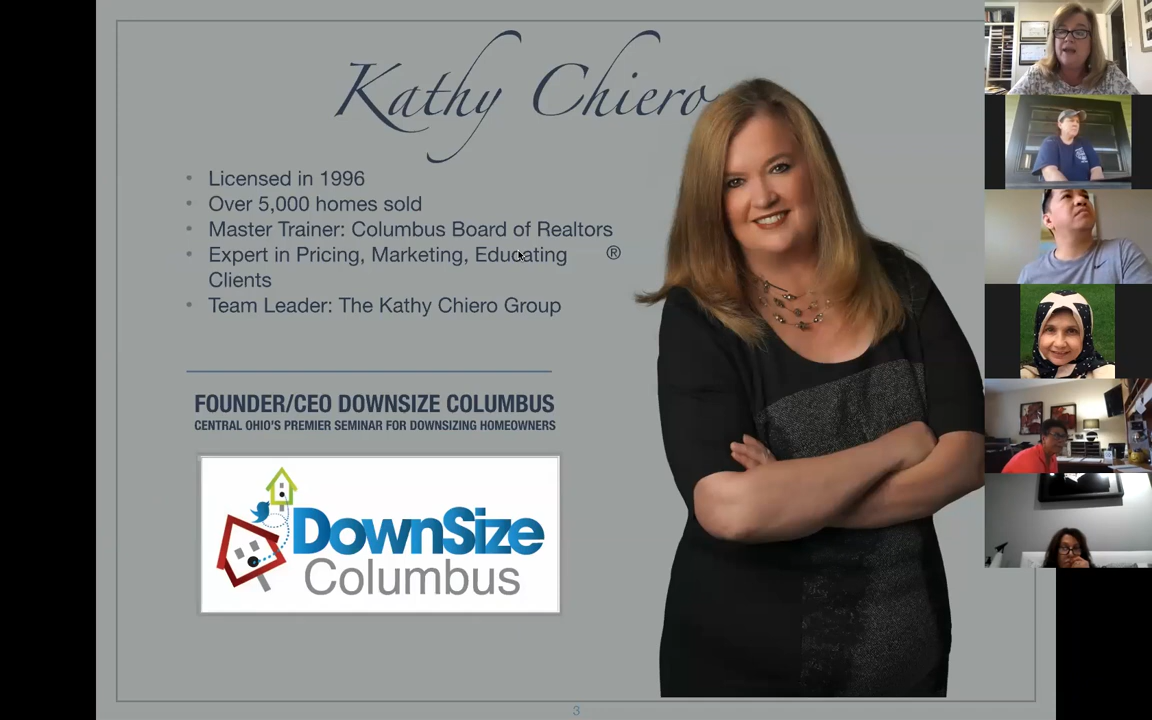 Kathy Chiero
• Licensed in 1996
• Over 5,000 homes sold
• Master Trainer: Columbus Board of Realtors
• Expert in Pricing, Marketing, Educating ®
Clients
• Team Leader: The Kathy Chiero Group
FOUNDER/CEO DOWNSIZE COLUMBUS
CENTRAL OHIO'S PREMIER SEMINAR FOR DOWNSIZING HOMEOWNERS
DownSize
Columbus
3